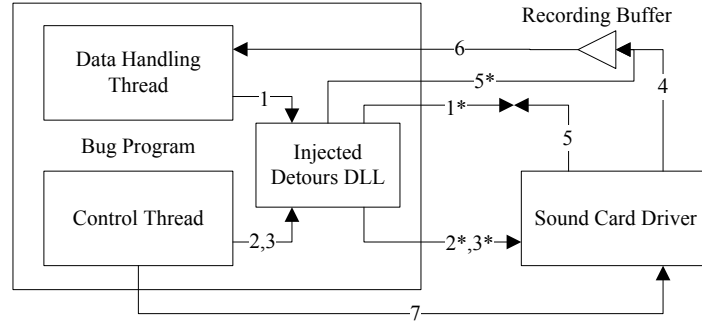 Recording Buffer
6
Data Handling
Thread
5*
4
1
1*
5
Bug Program
Injected
Detours DLL
Control Thread
2,3
2*,3*
Sound Card Driver
7